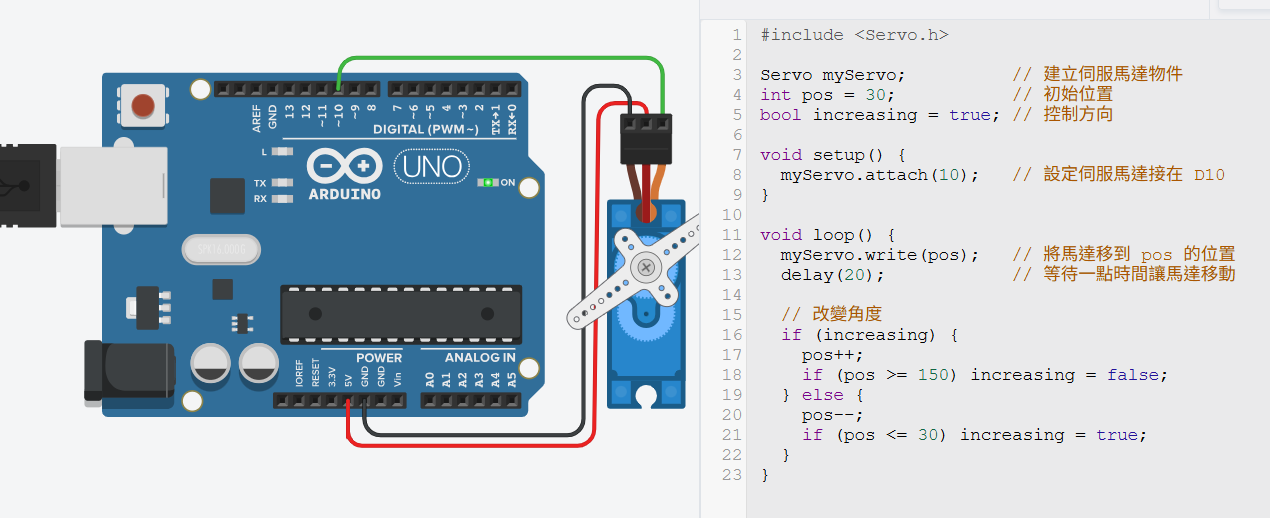 AREF
GND
13
12
~11
~10
~9
8
7
~6
~5
4
~3
2
TX→1
RX←0
DIGITAL (PWM~)
L
TX
RX
ARDUINO
UNO
ON
IOREF
RESET
3.3V
5V
GND
GND
Vin
POWER
ANALOG IN
A0
A1
A2
A3
A4
A5
1 #include <Servo.h>
2
3 Servo myServo; // 建立伺服馬達物件
4 int pos = 30; // 初始位置
5 bool increasing = true; // 控制方向
6
7 void setup() {
8 myServo.attach(10); // 設定伺服馬達接在 D10
9 }
10
11 void loop() {
12 myServo.write(pos); // 將馬達移到 pos 的位置
13 delay(20); // 等待一點時間讓馬達移動
14
15 // 改變角度
16 if (increasing) {
17 pos++;
18 if (pos >= 150) increasing = false;
19 } else {
20 pos--;
21 if (pos <= 30) increasing = true;
22 }
23 }